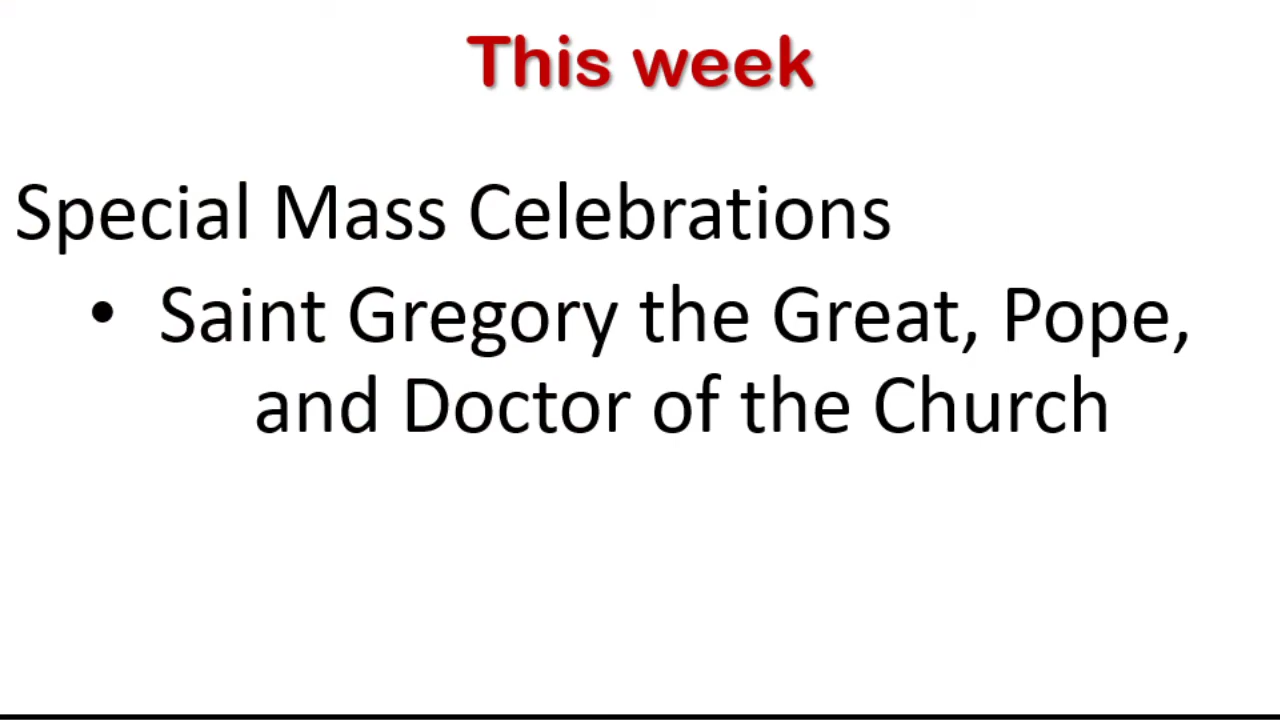 This week
Special Mass Celebrations
• Saint Gregory the Great, Pope,
and Doctor of the Church